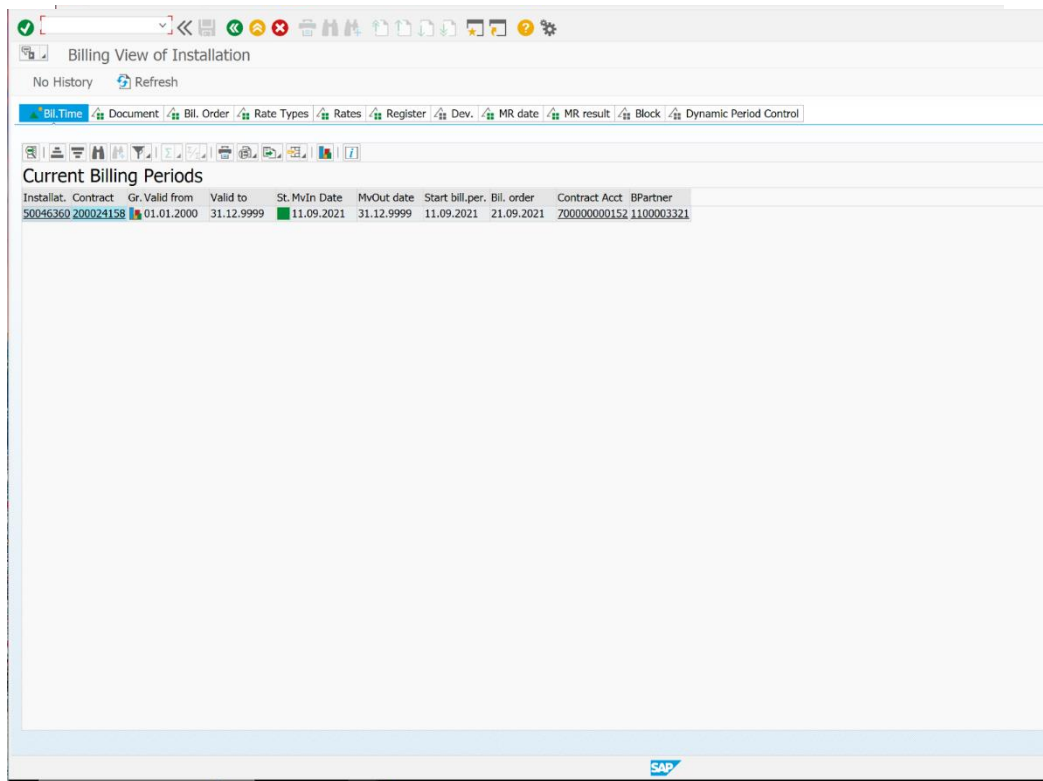 Billing View of Installation
No History Refresh
Bil.Time Document Bil. Order Rate Types Rates Register Dev. MR date MR result Block Dynamic Period Control
Current Billing Periods
Installat. Contract Gr. Valid from Valid to St. MvIn Date MvOut date Start bill.per. Bil. order Contract Acct BPartner
50046360 200024158 01.01.2000 31.12.9999 11.09.2021 31.12.9999 11.09.2021 21.09.2021 700000000152 1100003321
SAP